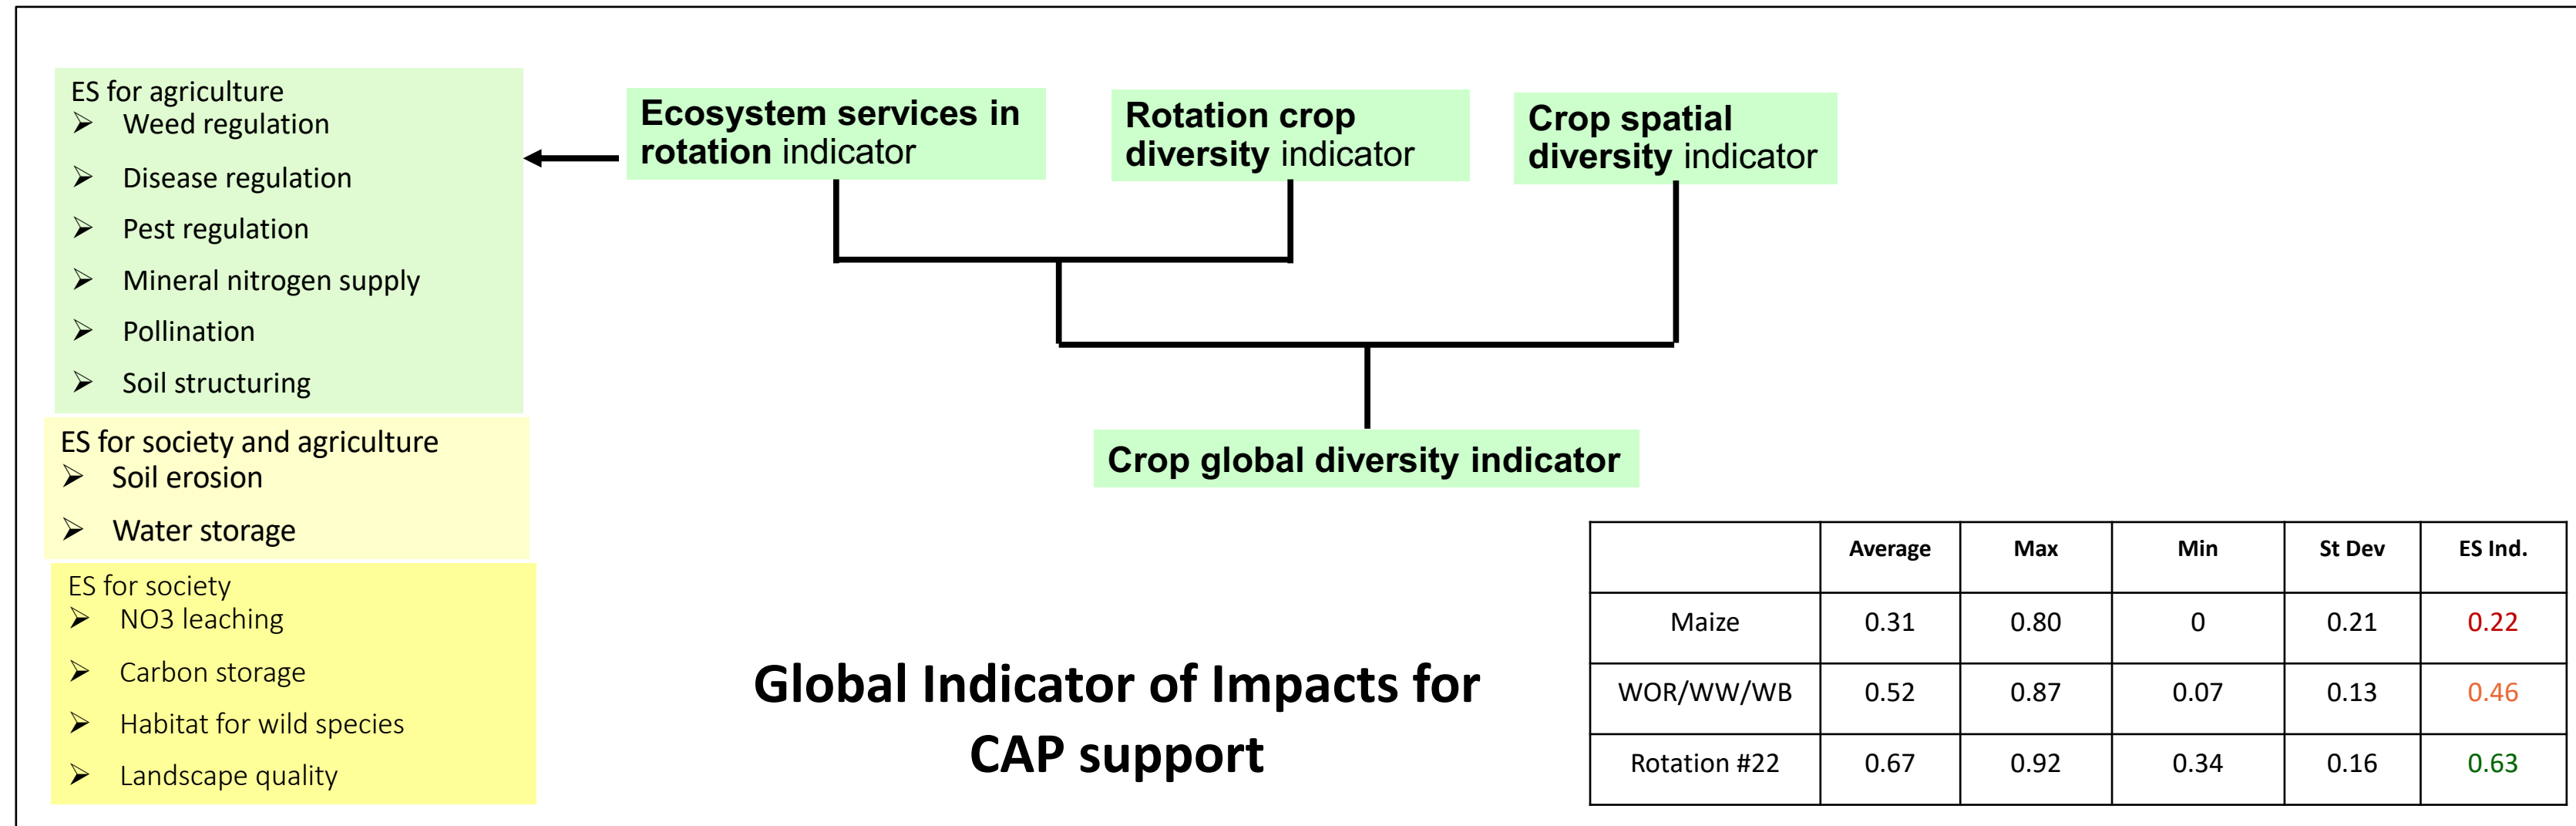 ES for agriculture
➢ Weed regulation
➢ Disease regulation
➢ Pest regulation
➢ Mineral nitrogen supply
➢ Pollination
➢ Soil structuring
ES for society and agriculture
➢ Soil erosion
➢ Water storage
ES for society
➢ NO3 leaching
➢ Carbon storage
➢ Habitat for wild species
➢ Landscape quality
Ecosystem services in
rotation indicator
Rotation crop
diversity indicator
Crop spatial
diversity indicator
Crop global diversity indicator
Global Indicator of Impacts for
CAP support
Average Max Min St Dev ES Ind.
Maize 0.31 0.80 0 0.21 0.22
WOR/WW/WB 0.52 0.87 0.07 0.13 0.46
Rotation #22 0.67 0.92 0.34 0.16 0.63